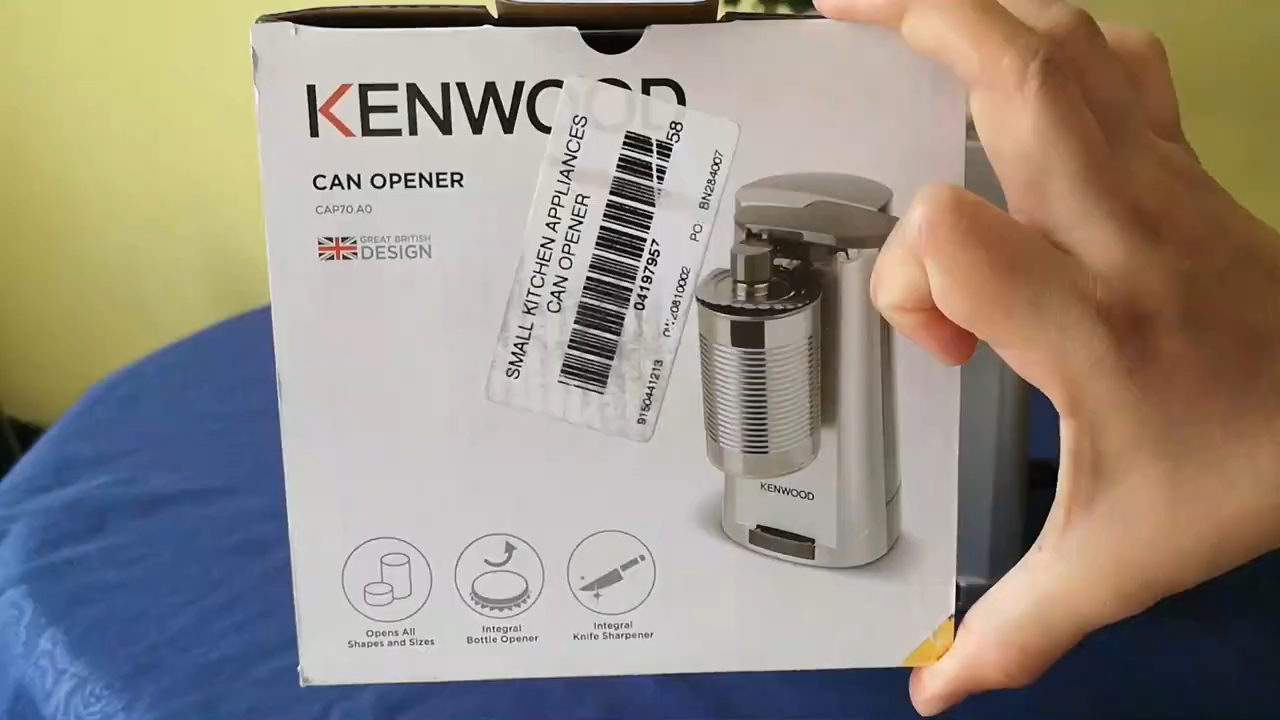 KENWOOD
CAN OPENER
CAP70.A0
GREAT BRITISH
DESIGN
SMALL KITCHEN APPLIANCES
CAN OPENER
58
04197957
PO: BN284007
9150441213
KENWOOD
Opens All
Shapes and Sizes
Integral
Bottle Opener
Integral
Knife Sharpener